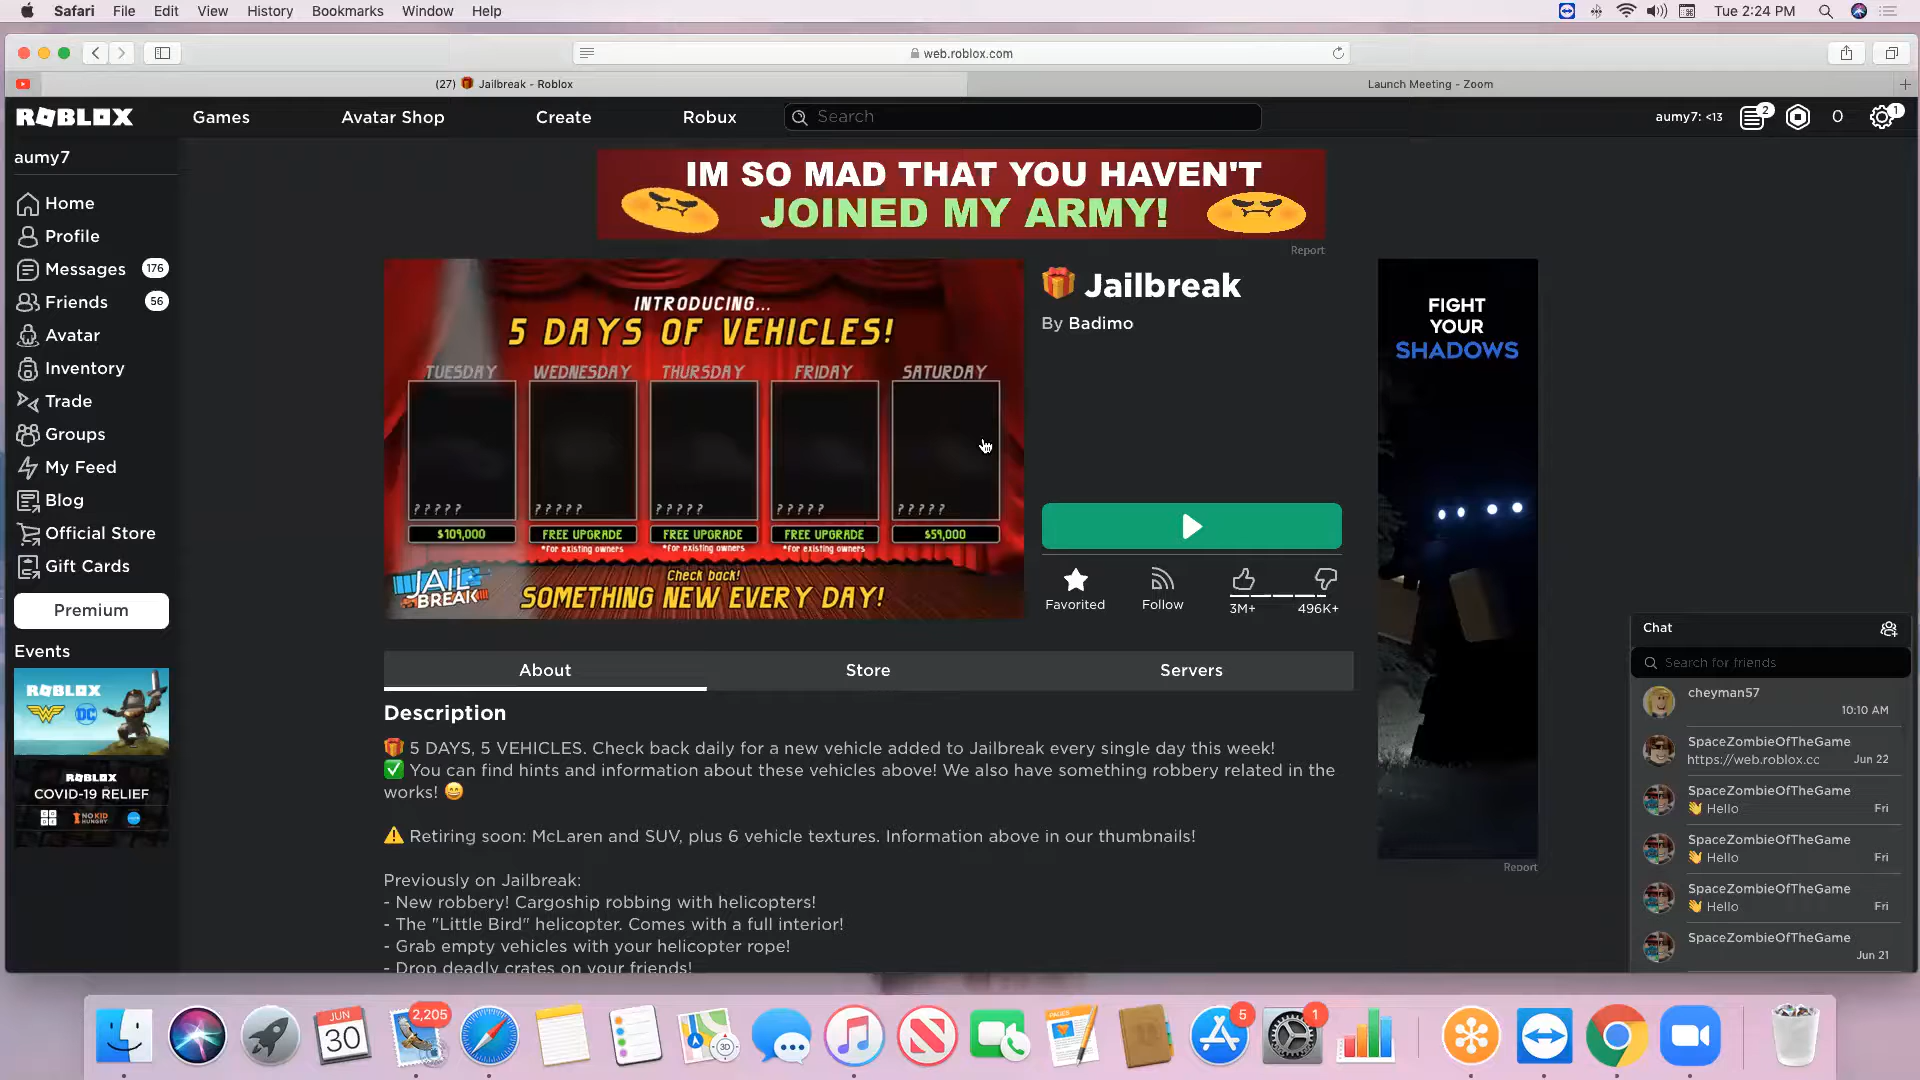 Safari File Edit View History Bookmarks Window Help Tue 2:24 PM
web.roblox.com
(27) 🎁 Jailbreak - Roblox Launch Meeting - Zoom
ROBLOX Games Avatar Shop Create Robux Search aumy7: <13 2 0 1
aumy7
Home
Profile
Messages 176
Friends 56
Avatar
Inventory
Trade
Groups
My Feed
Blog
Official Store
Gift Cards
Premium
Events
ROBLOX
DC
ROBLOX
COVID-19 RELIEF
NO KID
HUNGRY
IM SO MAD THAT YOU HAVEN'T
JOINED MY ARMY!
Report
INTRODUCING...
5 DAYS OF VEHICLES!
TUESDAY WEDNESDAY THURSDAY FRIDAY SATURDAY
????? ????? ????? ????? ?????
$109,000 FREE UPGRADE FREE UPGRADE FREE UPGRADE $59,000
*for existing owners *for existing owners *for existing owners
Check back!
JAIL
BREAK SOMETHING NEW EVERY DAY!
🎁 Jailbreak
By Badimo
Favorited Follow 3M+ 496K+
FIGHT
YOUR
SHADOWS
Report
About Store Servers
Description
🎁 5 DAYS, 5 VEHICLES. Check back daily for a new vehicle added to Jailbreak every single day this week!
✅ You can find hints and information about these vehicles above! We also have something robbery related in the
works! 😄
⚠️ Retiring soon: McLaren and SUV, plus 6 vehicle textures. Information above in our thumbnails!
Previously on Jailbreak:
- New robbery! Cargoship robbing with helicopters!
- The "Little Bird" helicopter. Comes with a full interior!
- Grab empty vehicles with your helicopter rope!
- Drop deadly crates on your friends!
Chat
Search for friends
cheyman57
10:10 AM
SpaceZombieOfTheGame
https://web.roblox.cc Jun 22
SpaceZombieOfTheGame
👋 Hello Fri
SpaceZombieOfTheGame
👋 Hello Fri
SpaceZombieOfTheGame
👋 Hello Fri
SpaceZombieOfTheGame
Jun 21
JUN
30
2,205
3D
5
1